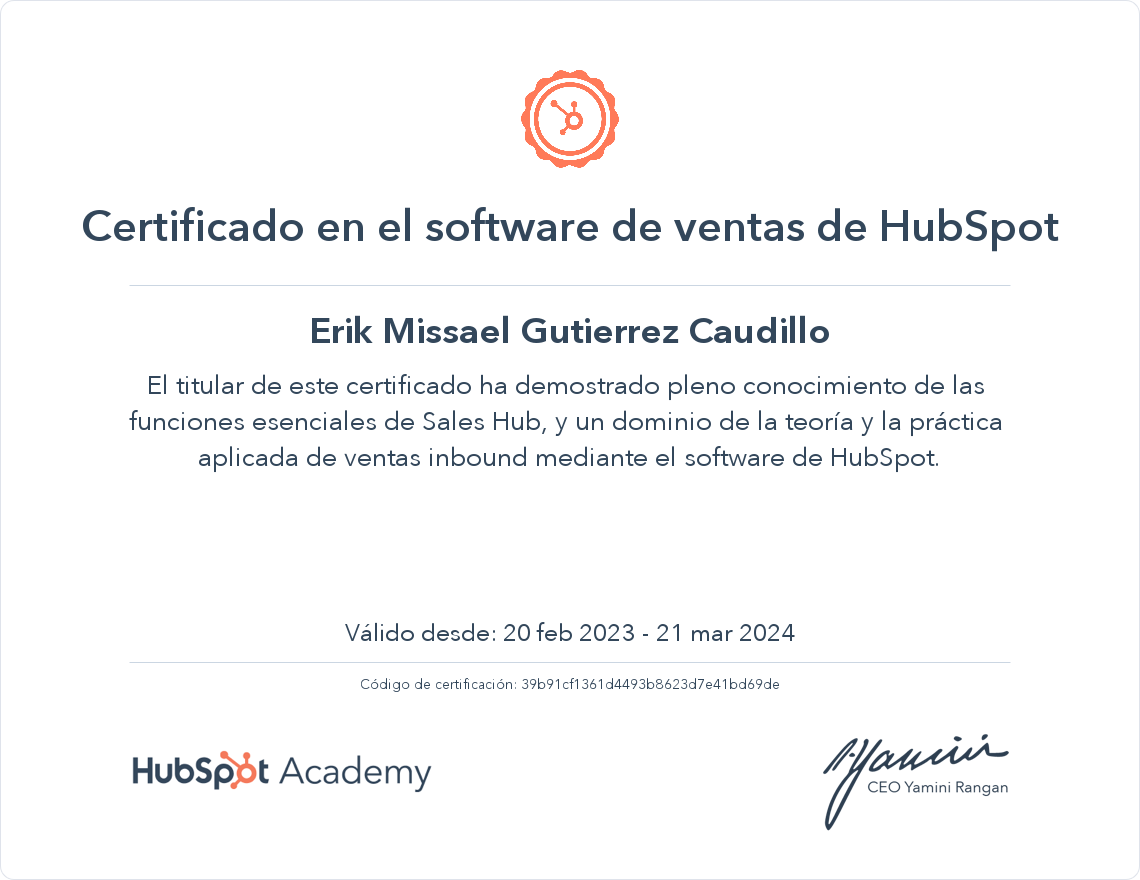 Certificado en el software de ventas de HubSpot
Erik Missael Gutierrez Caudillo
El titular de este certificado ha demostrado pleno conocimiento de las
funciones esenciales de Sales Hub, y un dominio de la teoría y la práctica
aplicada de ventas inbound mediante el software de HubSpot.
Válido desde: 20 feb 2023 - 21 mar 2024
Código de certificación: 39b91cf1361d4493b8623d7e41bd69de
HubSpot Academy
CEO Yamini Rangan